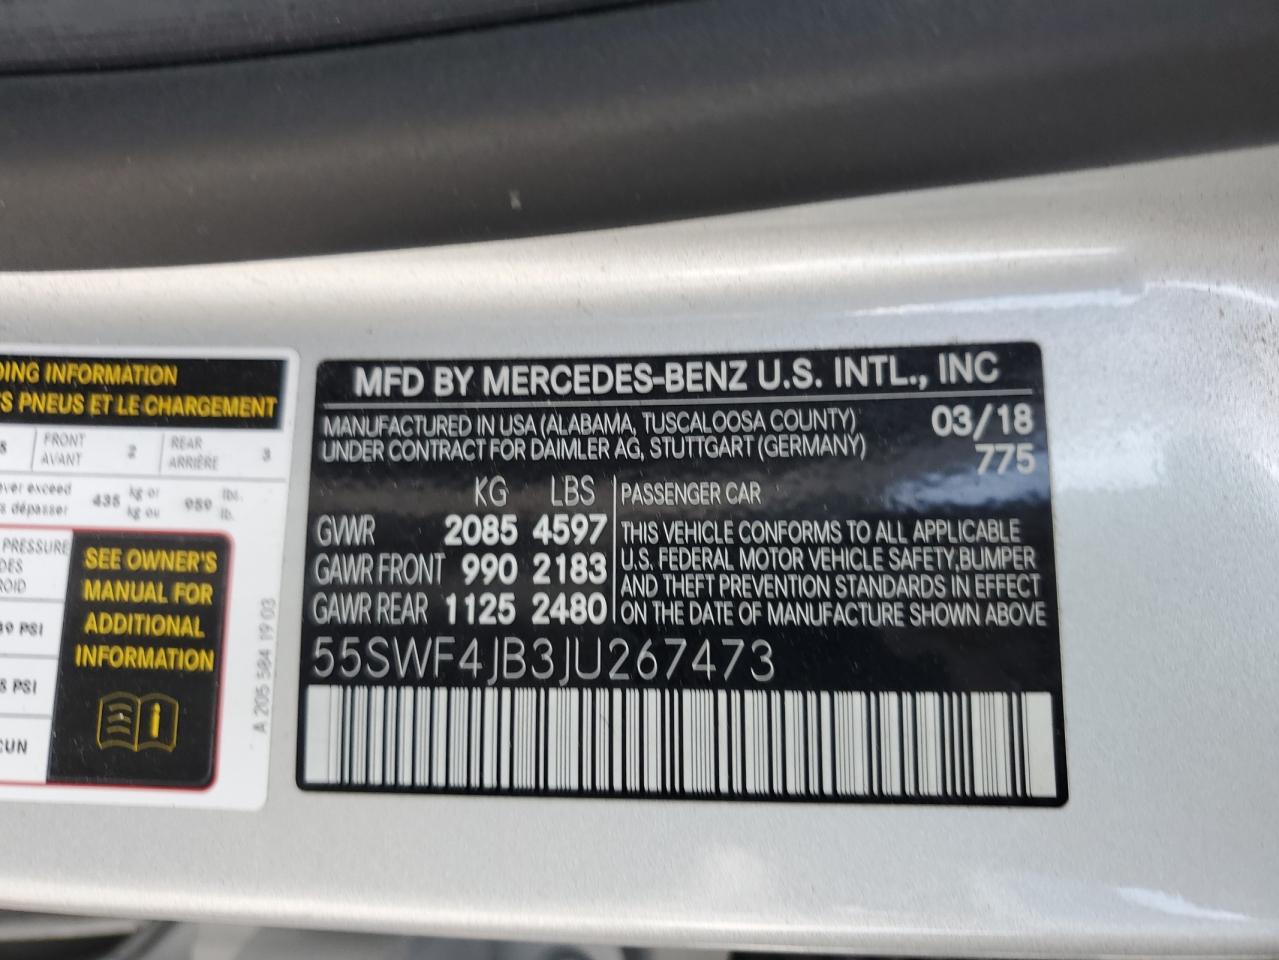 DING INFORMATION
S PNEUS ET LE CHARGEMENT
5 FRONT 2 REAR 3
AVANT ARRIÈRE
ever exceed 435 kg or 959 lbs.
s dépasser kg ou lb.
PRESSURE
DES
ROID
PSI
PSI
CUN
SEE OWNER'S
MANUAL FOR
ADDITIONAL
INFORMATION
A 205 584 19 03
MFD BY MERCEDES-BENZ U.S. INTL., INC
MANUFACTURED IN USA (ALABAMA, TUSCALOOSA COUNTY) 03/18
UNDER CONTRACT FOR DAIMLER AG, STUTTGART (GERMANY) 775
KG LBS PASSENGER CAR
GVWR 2085 4597 THIS VEHICLE CONFORMS TO ALL APPLICABLE
U.S. FEDERAL MOTOR VEHICLE SAFETY,BUMPER
GAWR FRONT 990 2183 AND THEFT PREVENTION STANDARDS IN EFFECT
GAWR REAR 1125 2480 ON THE DATE OF MANUFACTURE SHOWN ABOVE
55SWF4JB3JU267473